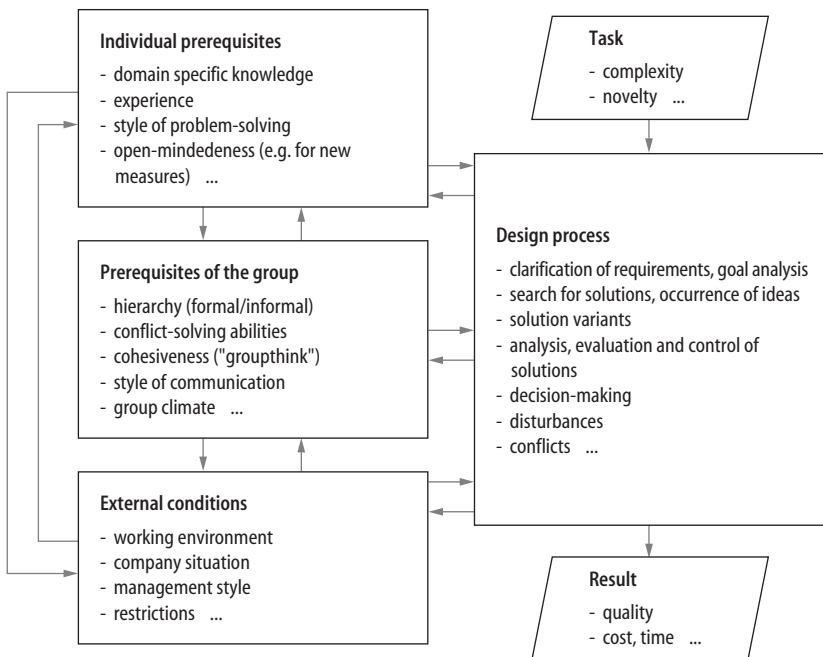 Individual prerequisites
- domain specific knowledge
- experience
- style of problem-solving
- open-mindedeness (e.g. for new
measures) ...
Task
- complexity
- novelty ...
Prerequisites of the group
- hierarchy (formal/informal)
- conflict-solving abilities
- cohesiveness ("groupthink")
- style of communication
- group climate ...
Design process
- clarification of requirements, goal analysis
- search for solutions, occurrence of ideas
- solution variants
- analysis, evaluation and control of
solutions
- decision-making
- disturbances
- conflicts ...
External conditions
- working environment
- company situation
- management style
- restrictions ...
Result
- quality
- cost, time ...